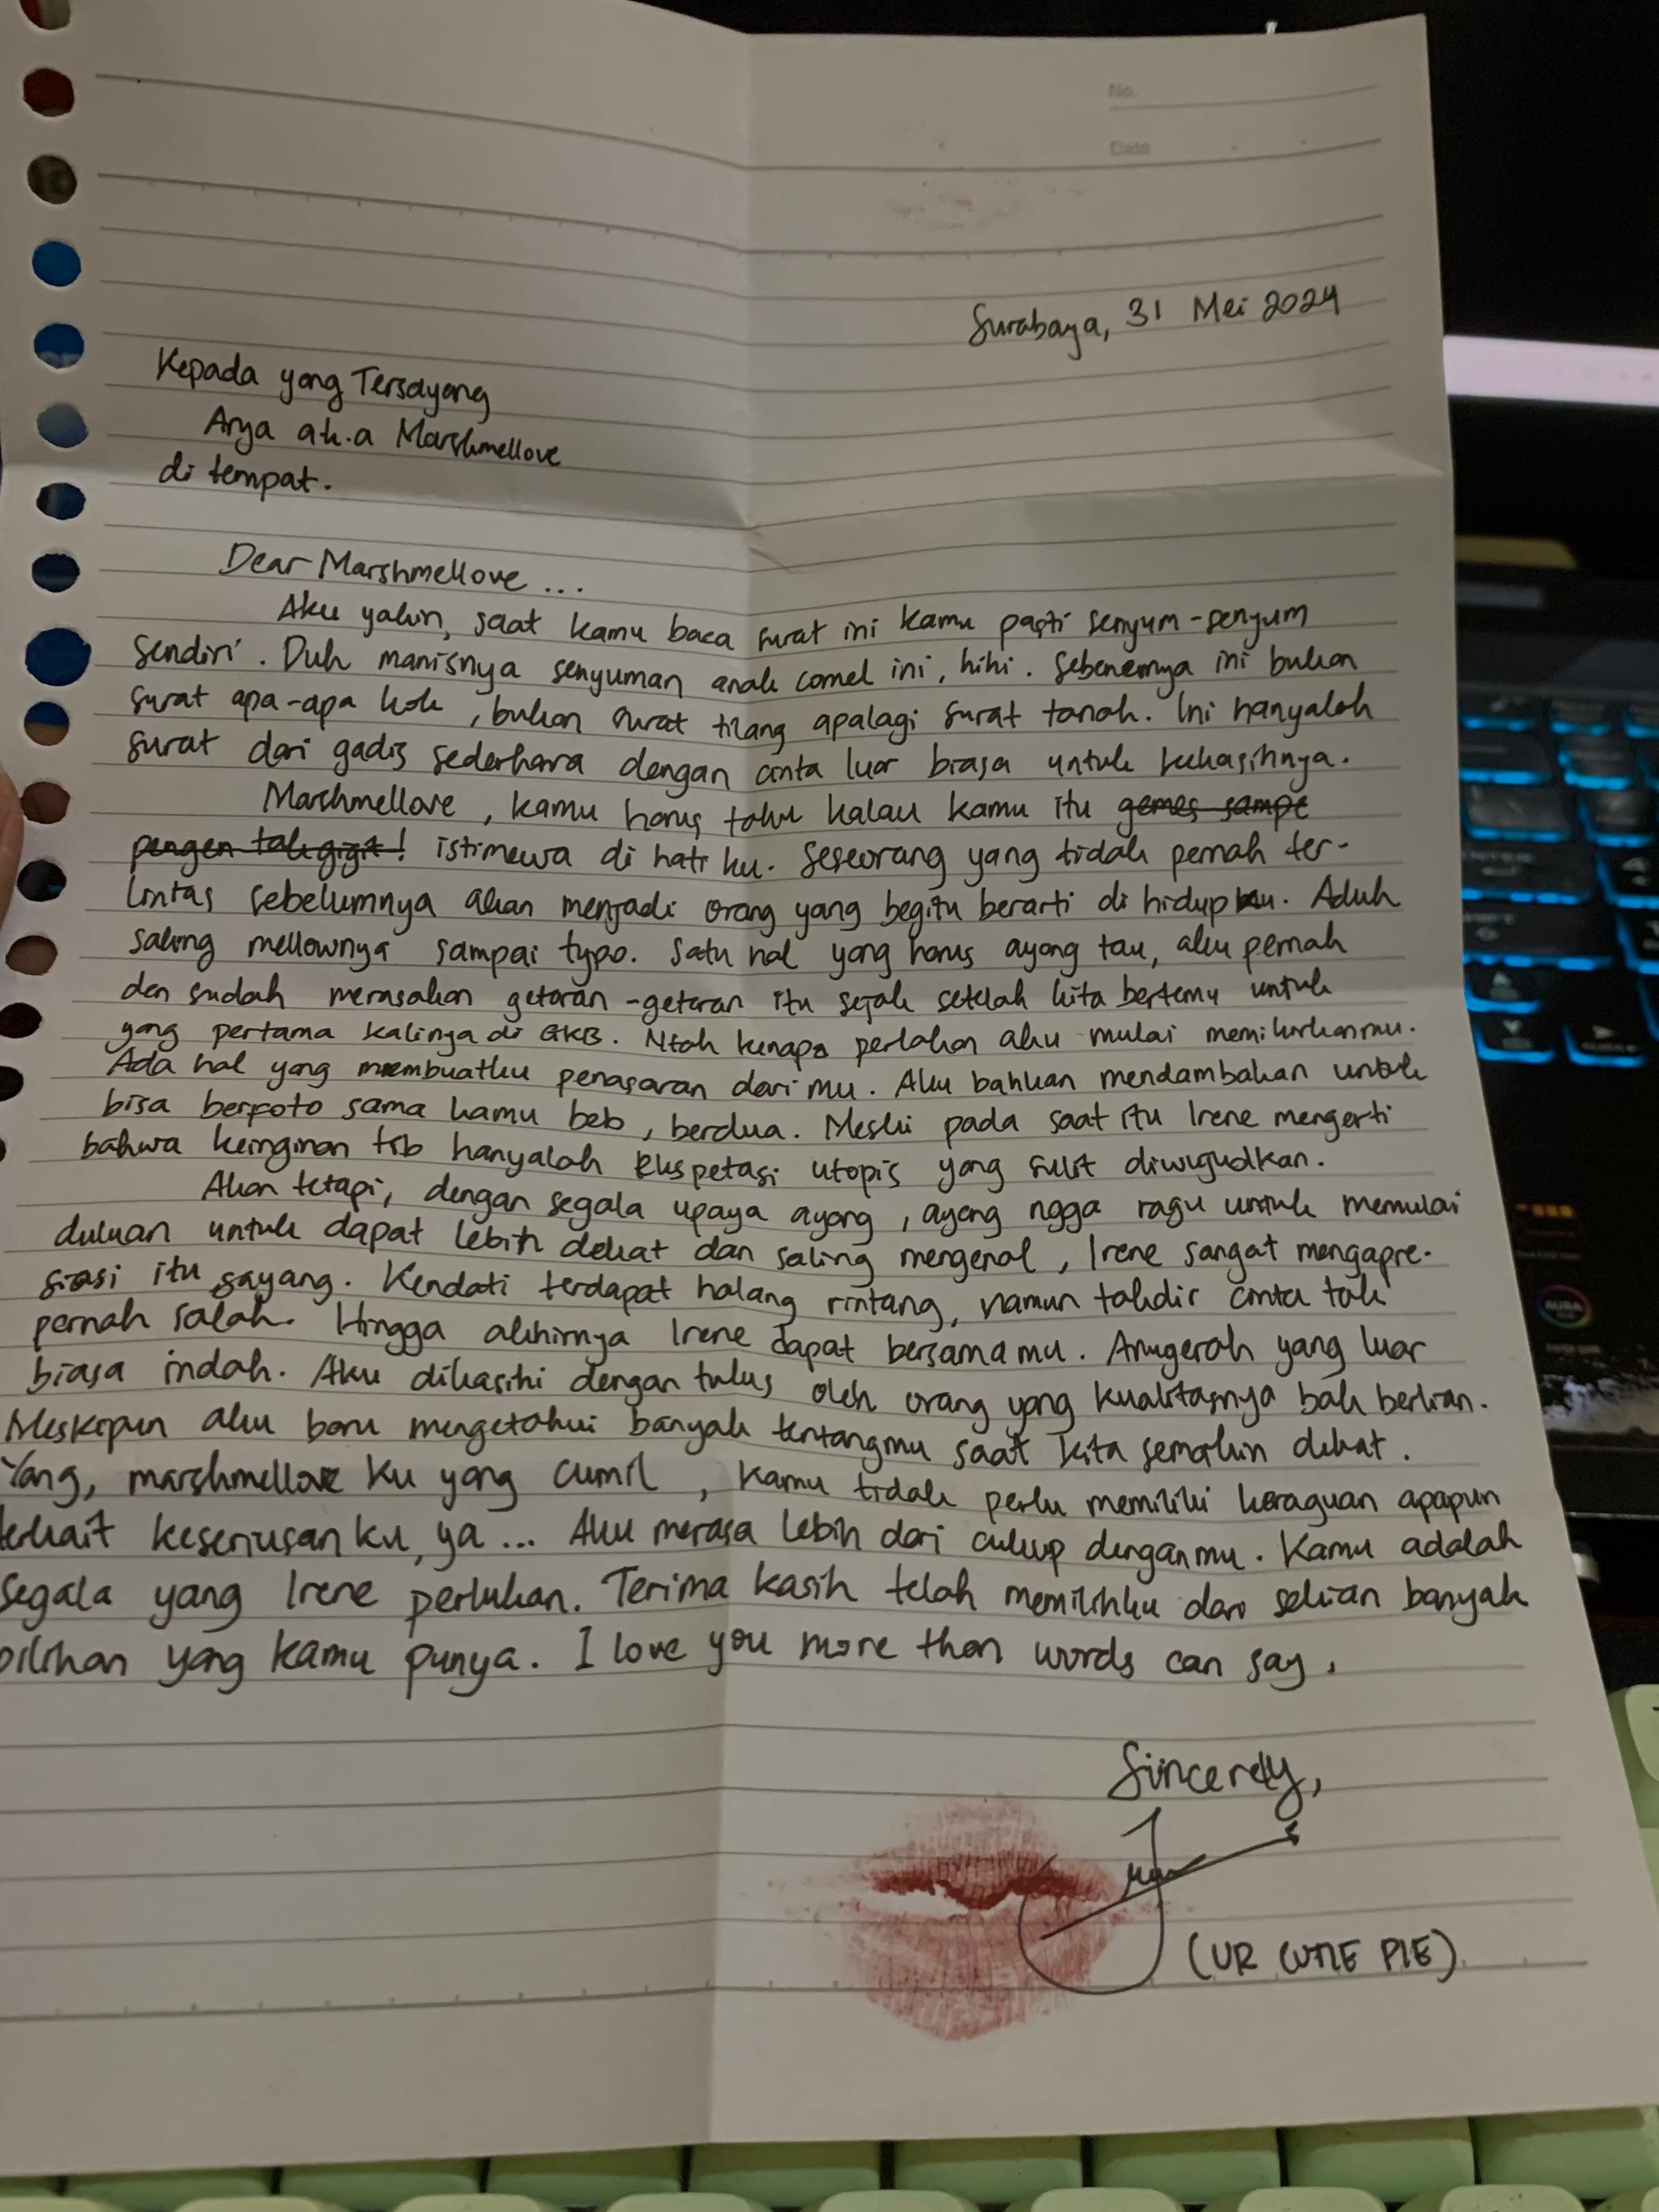 No.
Date
Surabaya, 31 Mei 2024
Kepada yang Tersayang
Arya a.k.a Marshmellove
di tempat.
Dear Marshmellove ...
Aku yakin, saat kamu baca surat ini kamu pasti senyum-senyum
sendiri. Duh manisnya senyuman anak comel ini, hihi. Sebenernya ini bukan
surat apa-apa kok, bukan surat tilang apalagi surat tanah. Ini hanyalah
surat dari gadis sederhana dengan cinta luar biasa untuk kekasihnya.
Marshmellove, kamu harus tahu kalau kamu itu gemes sampe
pengen tak gigit! istimewa di hati ku. Seseorang yang tidak pernah ter-
lintas sebelumnya akan menjadi orang yang begitu berarti di hidupku. Aduh
saking mellownya sampai typo. Satu hal yang harus ayang tau, aku pernah
dan sudah merasakan getaran-getaran itu sejak setelah kita bertemu untuk
yang pertama kalinya di GKB. Ntah kenapa perlahan aku mulai memikirkanmu.
Ada hal yang membuatku penasaran darimu. Aku bahkan mendambakan untuk
bisa berfoto sama kamu beb, berdua. Meski pada saat itu Irene mengerti
bahwa keinginan tsb hanyalah ekspetasi utopis yang sulit diwujudkan.
Akan tetapi, dengan segala upaya ayang, ayang ngga ragu untuk memulai
duluan untuk dapat lebih dekat dan saling mengenal, Irene sangat mengapre-
siasi itu sayang. Kendati terdapat halang rintang, namun takdir cinta tak
pernah salah. Hingga akhirnya Irene dapat bersamamu. Anugerah yang luar
biasa indah. Aku dikasihi dengan tulus oleh orang yang kualitasnya bak berlian.
Meskipun aku baru mengetahui banyak tentangmu saat kita semakin dekat.
Yang, marshmellove ku yang cumil, kamu tidak perlu memiliki keraguan apapun
terkait keseriusanku, ya ... Aku merasa lebih dari cukup denganmu. Kamu adalah
segala yang Irene perlukan. Terima kasih telah memilihku dari sekian banyak
pilihan yang kamu punya. I love you more than words can say.
Sincerely,
(UR CUTIE PIE)